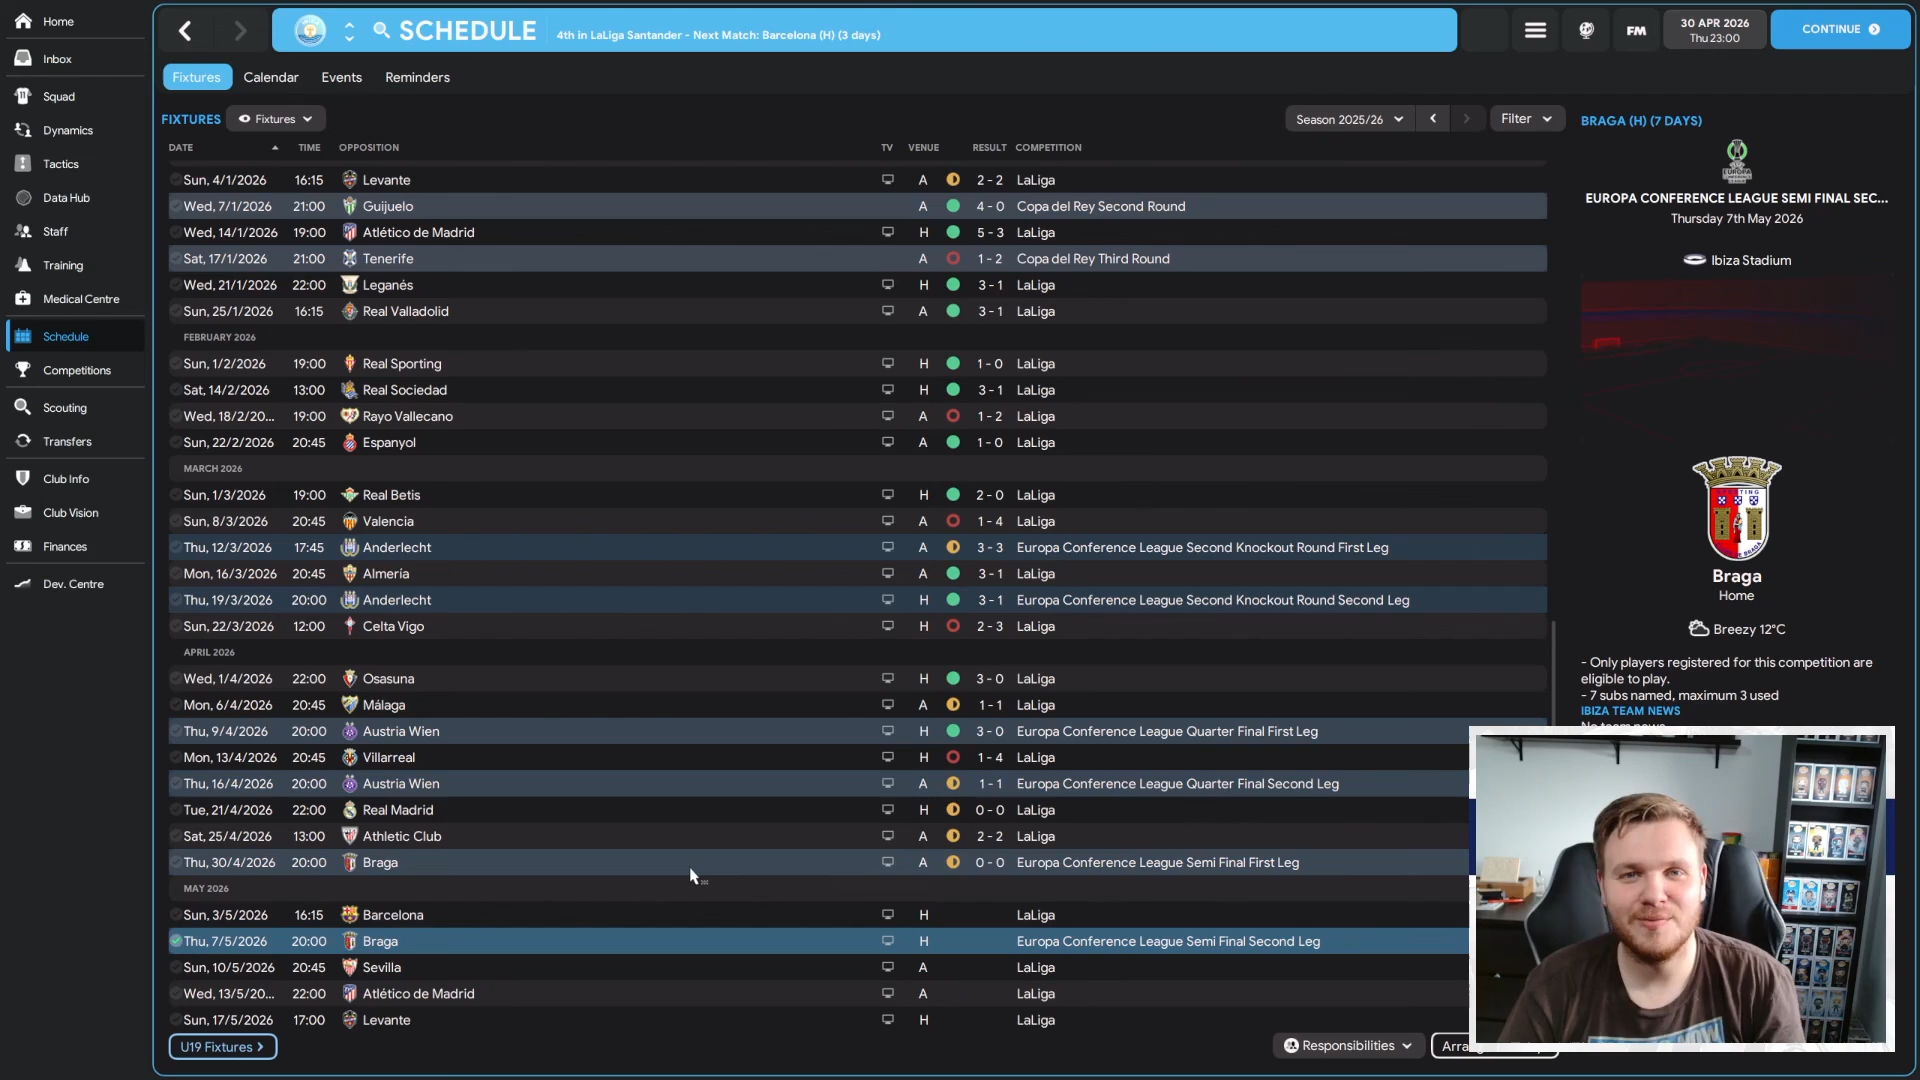 Home
Inbox
Squad
Dynamics
Tactics
Data Hub
Staff
Training
Medical Centre
Schedule
Competitions
Scouting
Transfers
Club Info
Club Vision
Finances
Dev. Centre
SCHEDULE
4th in LaLiga Santander - Next Match: Barcelona (H) (3 days)
FM
30 APR 2026
Thu 23:00
CONTINUE
Fixtures Calendar Events Reminders
FIXTURES Fixtures Season 2025/26 Filter
DATE TIME OPPOSITION TV VENUE RESULT COMPETITION
Sun, 4/1/2026 16:15 Levante A 2 - 2 LaLiga
Wed, 7/1/2026 21:00 Guijuelo A 4 - 0 Copa del Rey Second Round
Wed, 14/1/2026 19:00 Atlético de Madrid H 5 - 3 LaLiga
Sat, 17/1/2026 21:00 Tenerife A 1 - 2 Copa del Rey Third Round
Wed, 21/1/2026 22:00 Leganés H 3 - 1 LaLiga
Sun, 25/1/2026 16:15 Real Valladolid A 3 - 1 LaLiga
FEBRUARY 2026
Sun, 1/2/2026 19:00 Real Sporting H 1 - 0 LaLiga
Sat, 14/2/2026 13:00 Real Sociedad H 3 - 1 LaLiga
Wed, 18/2/20... 19:00 Rayo Vallecano A 1 - 2 LaLiga
Sun, 22/2/2026 20:45 Espanyol A 1 - 0 LaLiga
MARCH 2026
Sun, 1/3/2026 19:00 Real Betis H 2 - 0 LaLiga
Sun, 8/3/2026 20:45 Valencia A 1 - 4 LaLiga
Thu, 12/3/2026 17:45 Anderlecht A 3 - 3 Europa Conference League Second Knockout Round First Leg
Mon, 16/3/2026 20:45 Almería A 3 - 1 LaLiga
Thu, 19/3/2026 20:00 Anderlecht H 3 - 1 Europa Conference League Second Knockout Round Second Leg
Sun, 22/3/2026 12:00 Celta Vigo H 2 - 3 LaLiga
APRIL 2026
Wed, 1/4/2026 22:00 Osasuna H 3 - 0 LaLiga
Mon, 6/4/2026 20:45 Málaga A 1 - 1 LaLiga
Thu, 9/4/2026 20:00 Austria Wien H 3 - 0 Europa Conference League Quarter Final First Leg
Mon, 13/4/2026 20:45 Villarreal H 1 - 4 LaLiga
Thu, 16/4/2026 20:00 Austria Wien A 1 - 1 Europa Conference League Quarter Final Second Leg
Tue, 21/4/2026 22:00 Real Madrid H 0 - 0 LaLiga
Sat, 25/4/2026 13:00 Athletic Club A 2 - 2 LaLiga
Thu, 30/4/2026 20:00 Braga A 0 - 0 Europa Conference League Semi Final First Leg
MAY 2026
Sun, 3/5/2026 16:15 Barcelona H LaLiga
Thu, 7/5/2026 20:00 Braga H Europa Conference League Semi Final Second Leg
Sun, 10/5/2026 20:45 Sevilla A LaLiga
Wed, 13/5/20... 22:00 Atlético de Madrid A LaLiga
Sun, 17/5/2026 17:00 Levante H LaLiga
U19 Fixtures
Responsibilities
BRAGA (H) (7 DAYS)
EUROPA CONFERENCE LEAGUE SEMI FINAL SEC...
Thursday 7th May 2026
Ibiza Stadium
Braga
Home
Breezy 12°C
- Only players registered for this competition are
eligible to play.
- 7 subs named, maximum 3 used
IBIZA TEAM NEWS